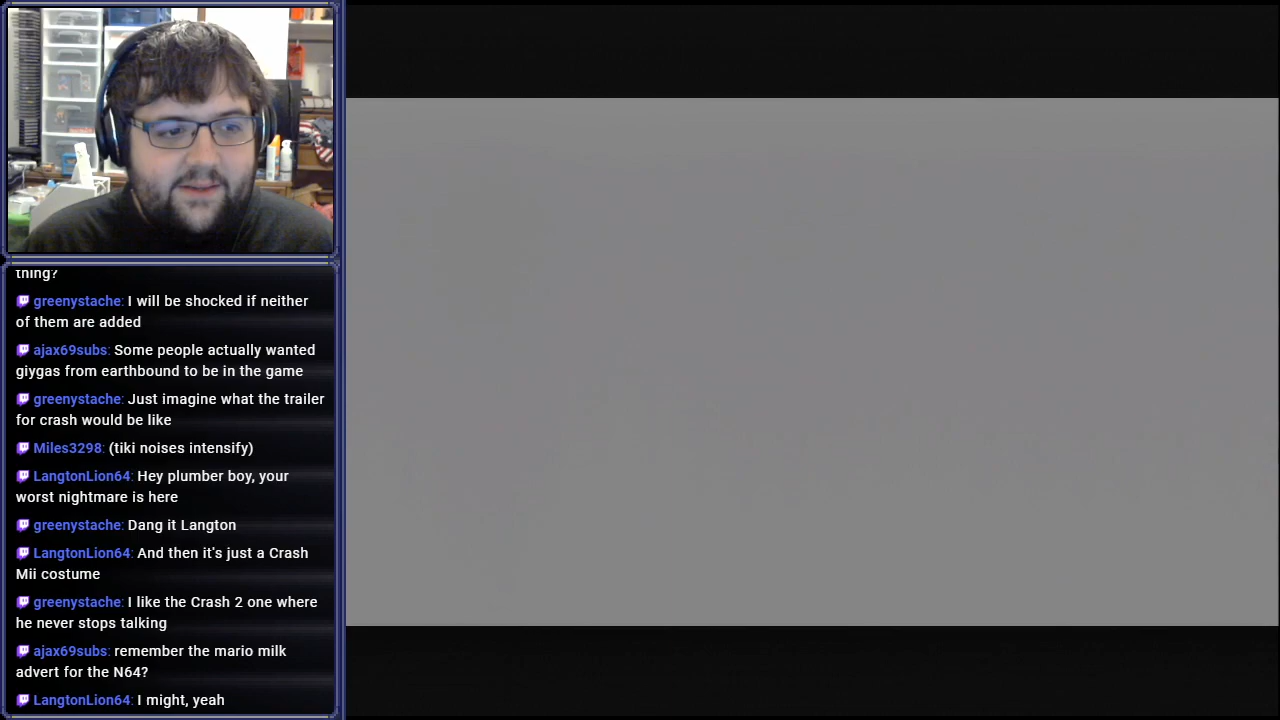 thing?
greenystache: I will be shocked if neither
of them are added
ajax69subs: Some people actually wanted
giygas from earthbound to be in the game
greenystache: Just imagine what the trailer
for crash would be like
Miles3298: (tiki noises intensify)
LangtonLion64: Hey plumber boy, your
worst nightmare is here
greenystache: Dang it Langton
LangtonLion64: And then it's just a Crash
Mii costume
greenystache: I like the Crash 2 one where
he never stops talking
ajax69subs: remember the mario milk
advert for the N64?
LangtonLion64: I might, yeah